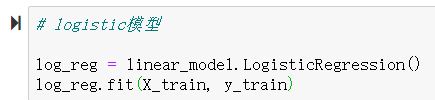 # logistic模型
log_reg = linear_model.LogisticRegression()
log_reg.fit(X_train, y_train)